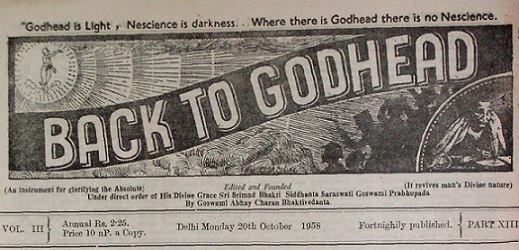 "Godhead is Light , Nescience is darkness. . Where there is Godhead there is no Nescience.
BACK TO GODHEAD
(An instrument for glorifying the Absolute) Edited and Founded (It revives man's Divine nature)
Under direct order of His Divine Grace Sri Srimad Bhakti Siddhanta Saraswati Goswami Prabhupada
By Goswami Abhay Charan Bhaktivedanta.
VOL. III Annual Rs. 2·25. Delhi Monday 20th October 1958 Fortnighily published. PART XIII
Price 10 nP. a Copy.